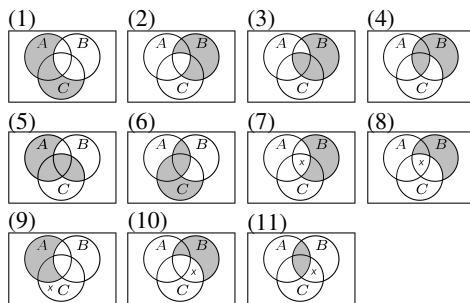 (1) (2) (3) (4)
A B A B A B A B
C C C C
(5) (6) (7) (8)
A B A B A B A B
x x
C C C C
(9) (10) (11)
A B A B A B
x x x
C C C